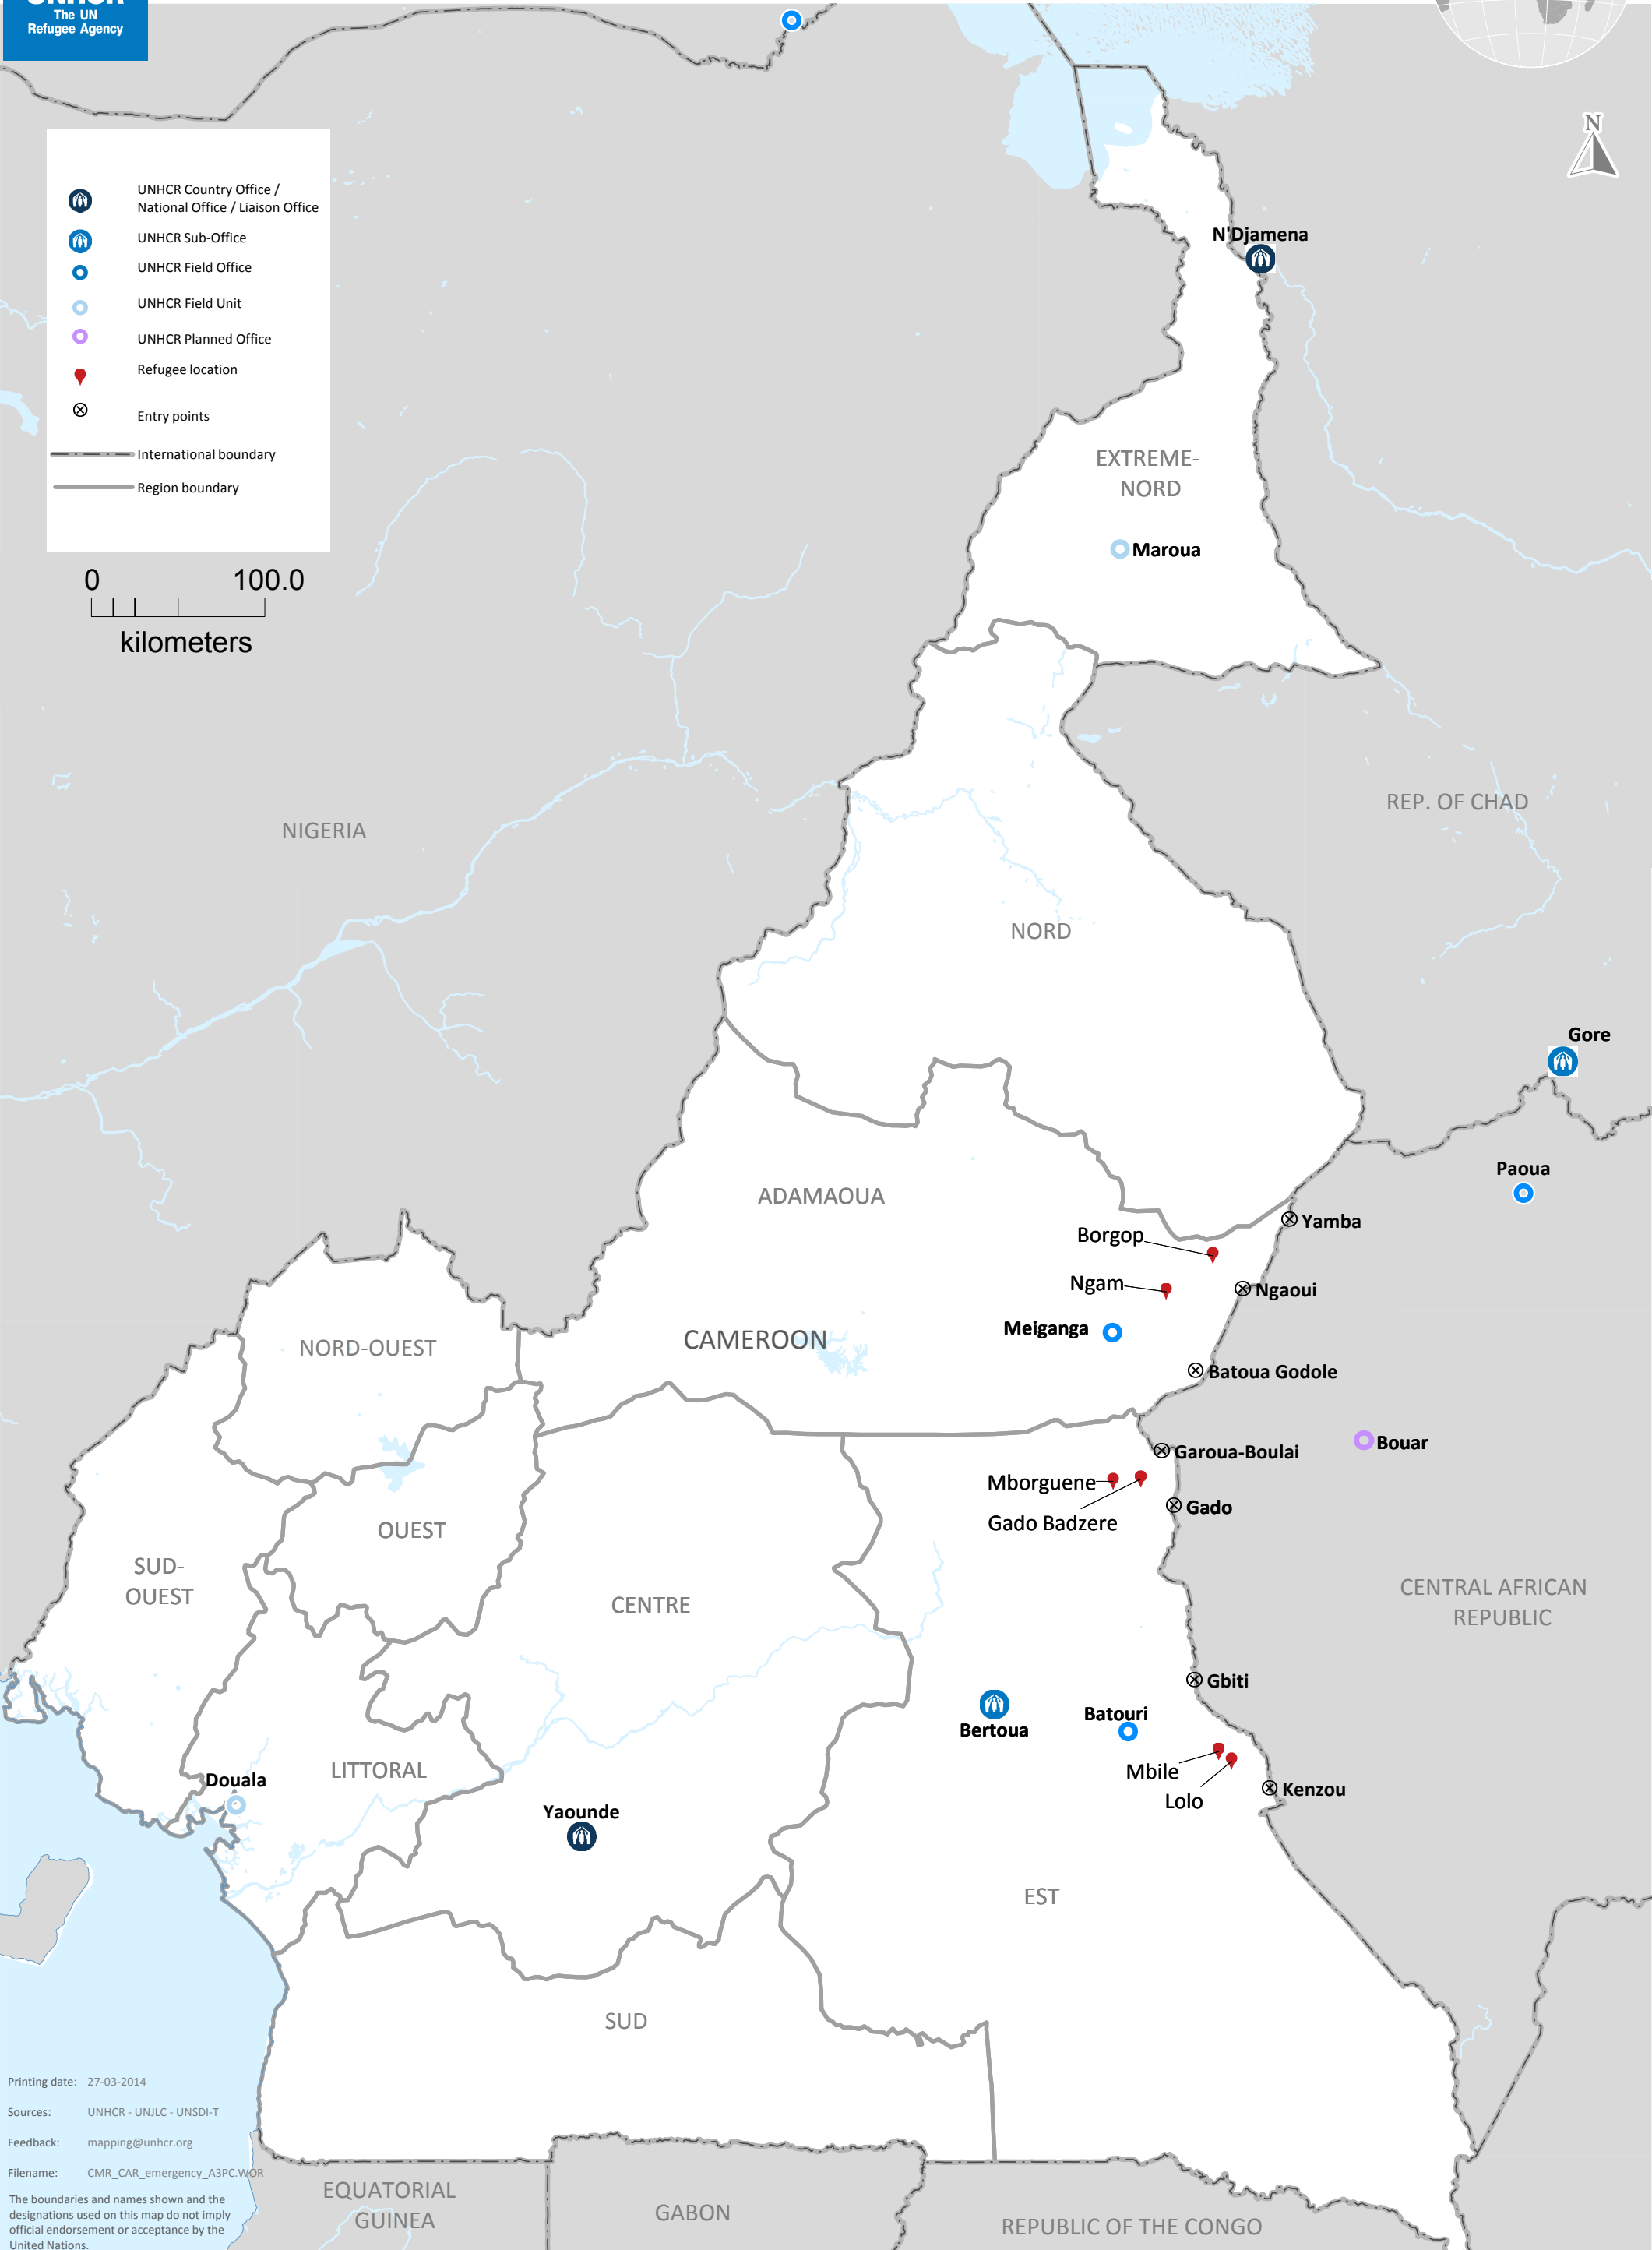 UNHCR
The UN
Refugee Agency
N
UNHCR Country Office /
National Office / Liaison Office
UNHCR Sub-Office
UNHCR Field Office
UNHCR Field Unit
UNHCR Planned Office
Refugee location
Entry points
International boundary
Region boundary
0 100.0
kilometers
N'Djamena
EXTREME-
NORD
Maroua
REP. OF CHAD
NIGERIA
NORD
Gore
Paoua
ADAMAOUA
Yamba
Borgop
Ngam
Ngaoui
Meiganga
CAMEROON
NORD-OUEST
Batoua Godole
Bouar
Garoua-Boulai
Mborguene
Gado
Gado Badzere
OUEST
SUD-
OUEST
CENTRE
CENTRAL AFRICAN
REPUBLIC
Gbiti
Batouri
Bertoua
LITTORAL
Mbile
Douala
Kenzou
Lolo
Yaounde
EST
SUD
Printing date: 27-03-2014
Sources: UNHCR - UNJLC - UNSDI-T
Feedback: mapping@unhcr.org
Filename: CMR_CAR_emergency_A3PC.WOR
The boundaries and names shown and the
designations used on this map do not imply
official endorsement or acceptance by the
United Nations.
EQUATORIAL
GUINEA
GABON
REPUBLIC OF THE CONGO